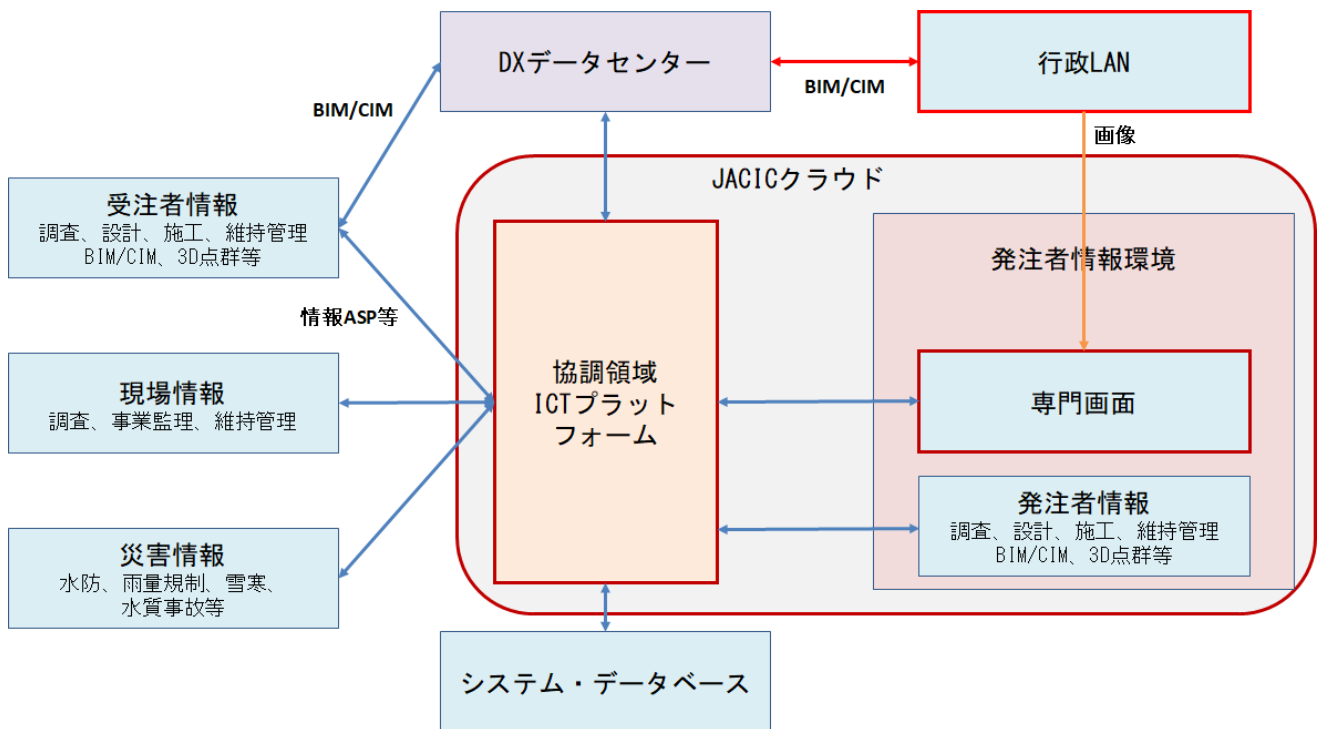 DXデータセンター
行政LAN
BIM/CIM
BIM/CIM
画像
JACICクラウド
受注者情報
調査、設計、施工、維持管理
BIM/CIM、3D点群等
発注者情報環境
情報ASP等
協調領域
ICTプラット
フォーム
現場情報
調査、事業監理、維持管理
専門画面
発注者情報
調査、設計、施工、維持管理
BIM/CIM、3D点群等
災害情報
水防、雨量規制、雪寒、
水質事故等
システム・データベース